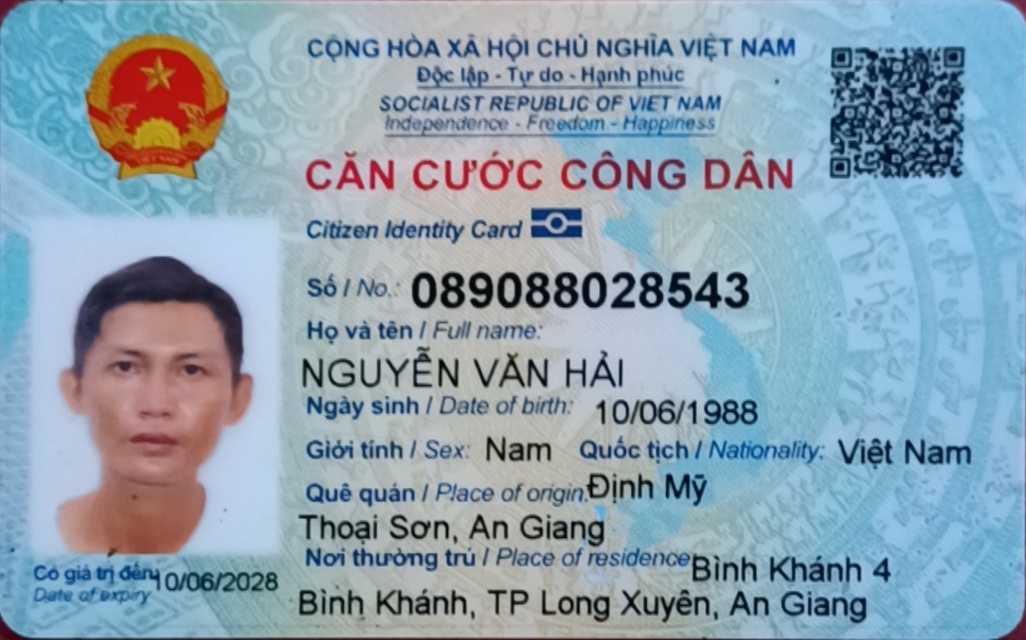 CỘNG HÒA XÃ HỘI CHỦ NGHĨA VIỆT NAM
Độc lập - Tự do - Hạnh phúc
SOCIALIST REPUBLIC OF VIET NAM
Independence - Freedom - Happiness
CĂN CƯỚC CÔNG DÂN
Citizen Identity Card
Số / No.: 089088028543
Họ và tên / Full name:
NGUYỄN VĂN HẢI
Ngày sinh / Date of birth: 10/06/1988
Giới tính / Sex: Nam Quốc tịch / Nationality: Việt Nam
Quê quán / Place of origin: Định Mỹ
Thoại Sơn, An Giang
Nơi thường trú / Place of residence: Bình Khánh 4
Bình Khánh, TP Long Xuyên, An Giang
Có giá trị đến: 10/06/2028
Date of expiry